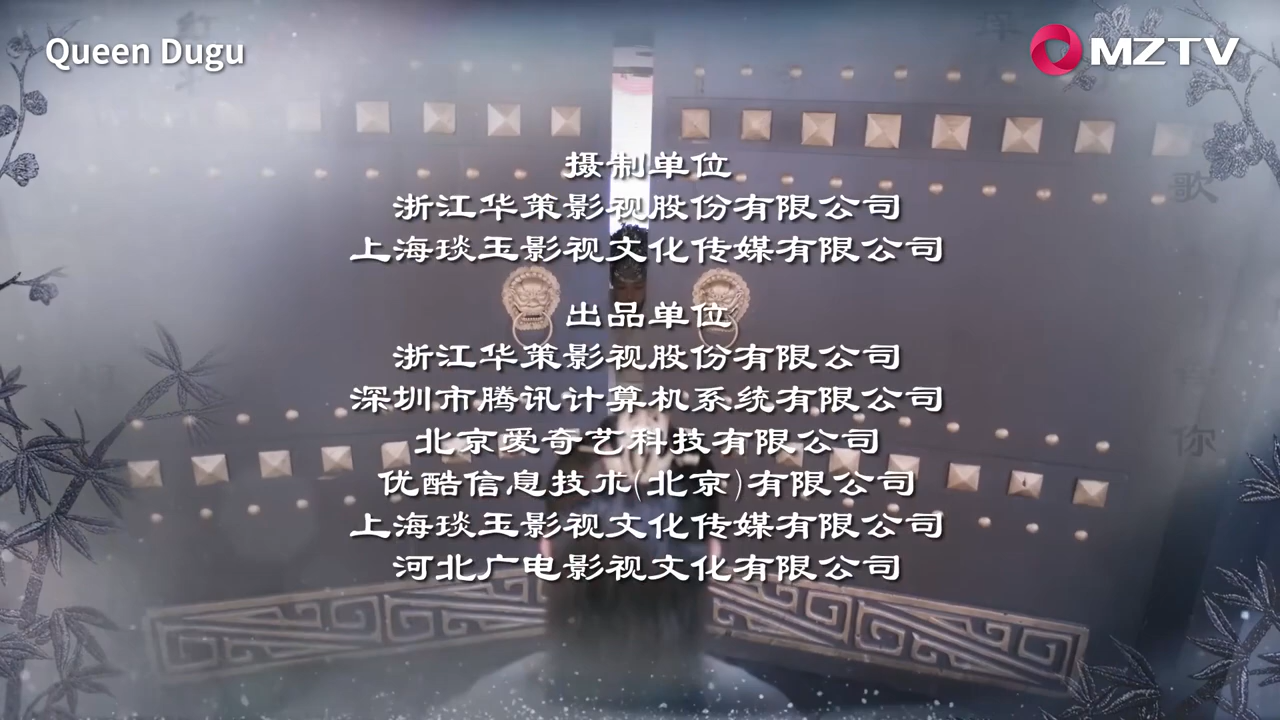 Queen Dugu
MZTV
摄制单位
浙江华策影视股份有限公司
上海琰玉影视文化传媒有限公司
出品单位
浙江华策影视股份有限公司
深圳市腾讯计算机系统有限公司
北京爱奇艺科技有限公司
优酷信息技术(北京)有限公司
上海琰玉影视文化传媒有限公司
河北广电影视文化有限公司
歌
你